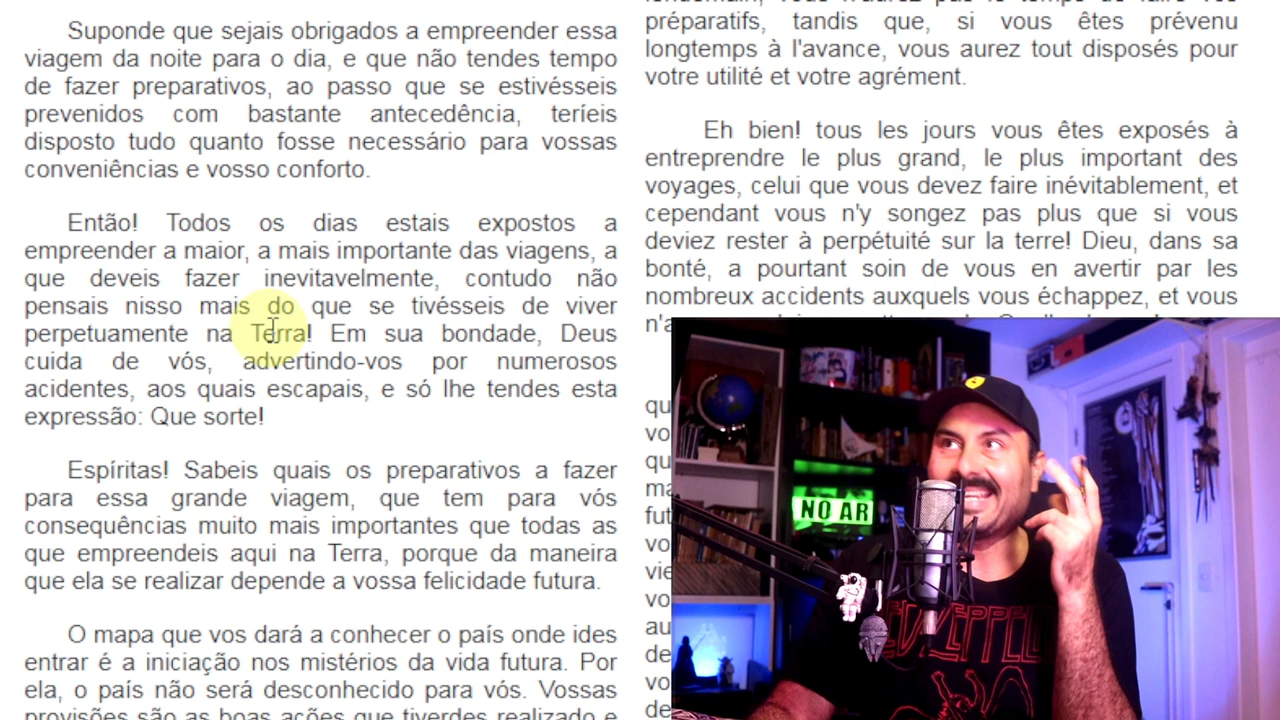 Suponde que sejais obrigados a empreender essa
viagem da noite para o dia, e que não tendes tempo
de fazer preparativos, ao passo que se estivésseis
prevenidos com bastante antecedência, teríeis
disposto tudo quanto fosse necessário para vossas
conveniências e vosso conforto.
Então! Todos os dias estais expostos a
empreender a maior, a mais importante das viagens, a
que deveis fazer inevitavelmente, contudo não
pensais nisso mais do que se tivésseis de viver
perpetuamente na Terra! Em sua bondade, Deus
cuida de vós, advertindo-vos por numerosos
acidentes, aos quais escapais, e só lhe tendes esta
expressão: Que sorte!
Espíritas! Sabeis quais os preparativos a fazer
para essa grande viagem, que tem para vós
consequências muito mais importantes que todas as
que empreendeis aqui na Terra, porque da maneira
que ela se realizar depende a vossa felicidade futura.
O mapa que vos dará a conhecer o país onde ides
entrar é a iniciação nos mistérios da vida futura. Por
ela, o país não será desconhecido para vós. Vossas
provisões são as boas ações que tiverdes realizado e
préparatifs, tandis que, si vous êtes prévenu
longtemps à l'avance, vous aurez tout disposés pour
votre utilité et votre agrément.
Eh bien! tous les jours vous êtes exposés à
entreprendre le plus grand, le plus important des
voyages, celui que vous devez faire inévitablement, et
cependant vous n'y songez pas plus que si vous
deviez rester à perpétuité sur la terre! Dieu, dans sa
bonté, a pourtant soin de vous en avertir par les
nombreux accidents auxquels vous échappez, et vous
NO AR